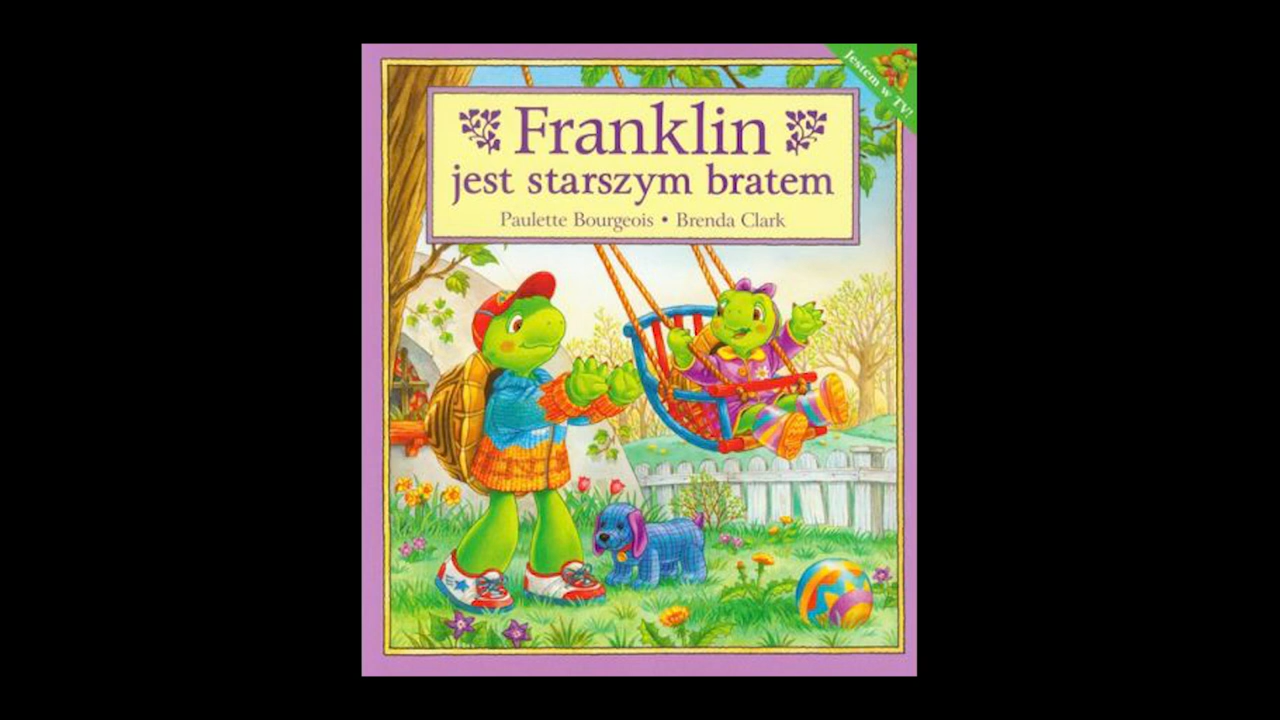 Jestem w TV!
Franklin
jest starszym bratem
Paulette Bourgeois • Brenda Clark